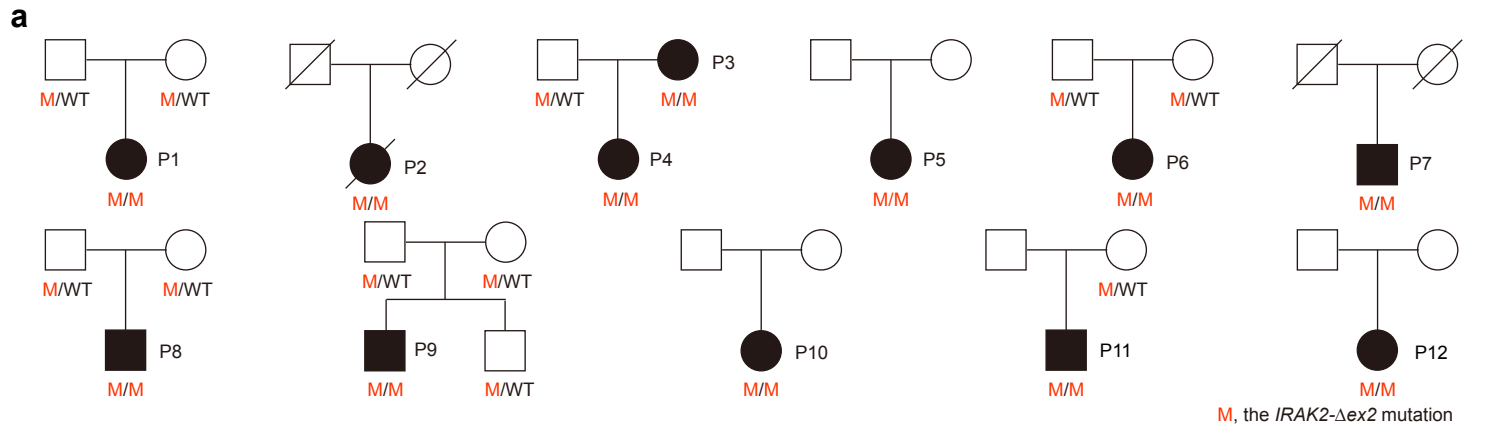 a
P3
M/WT M/WT M/WT M/M M/WT M/WT
P1 P2 P4 P5 P6 P7
M/M M/M M/M M/M M/M M/M
M/WT M/WT M/WT M/WT M/WT
P8 P9 P10 P11 P12
M/M M/M M/WT M/M M/M M/M
M, the IRAK2-Δex2 mutation